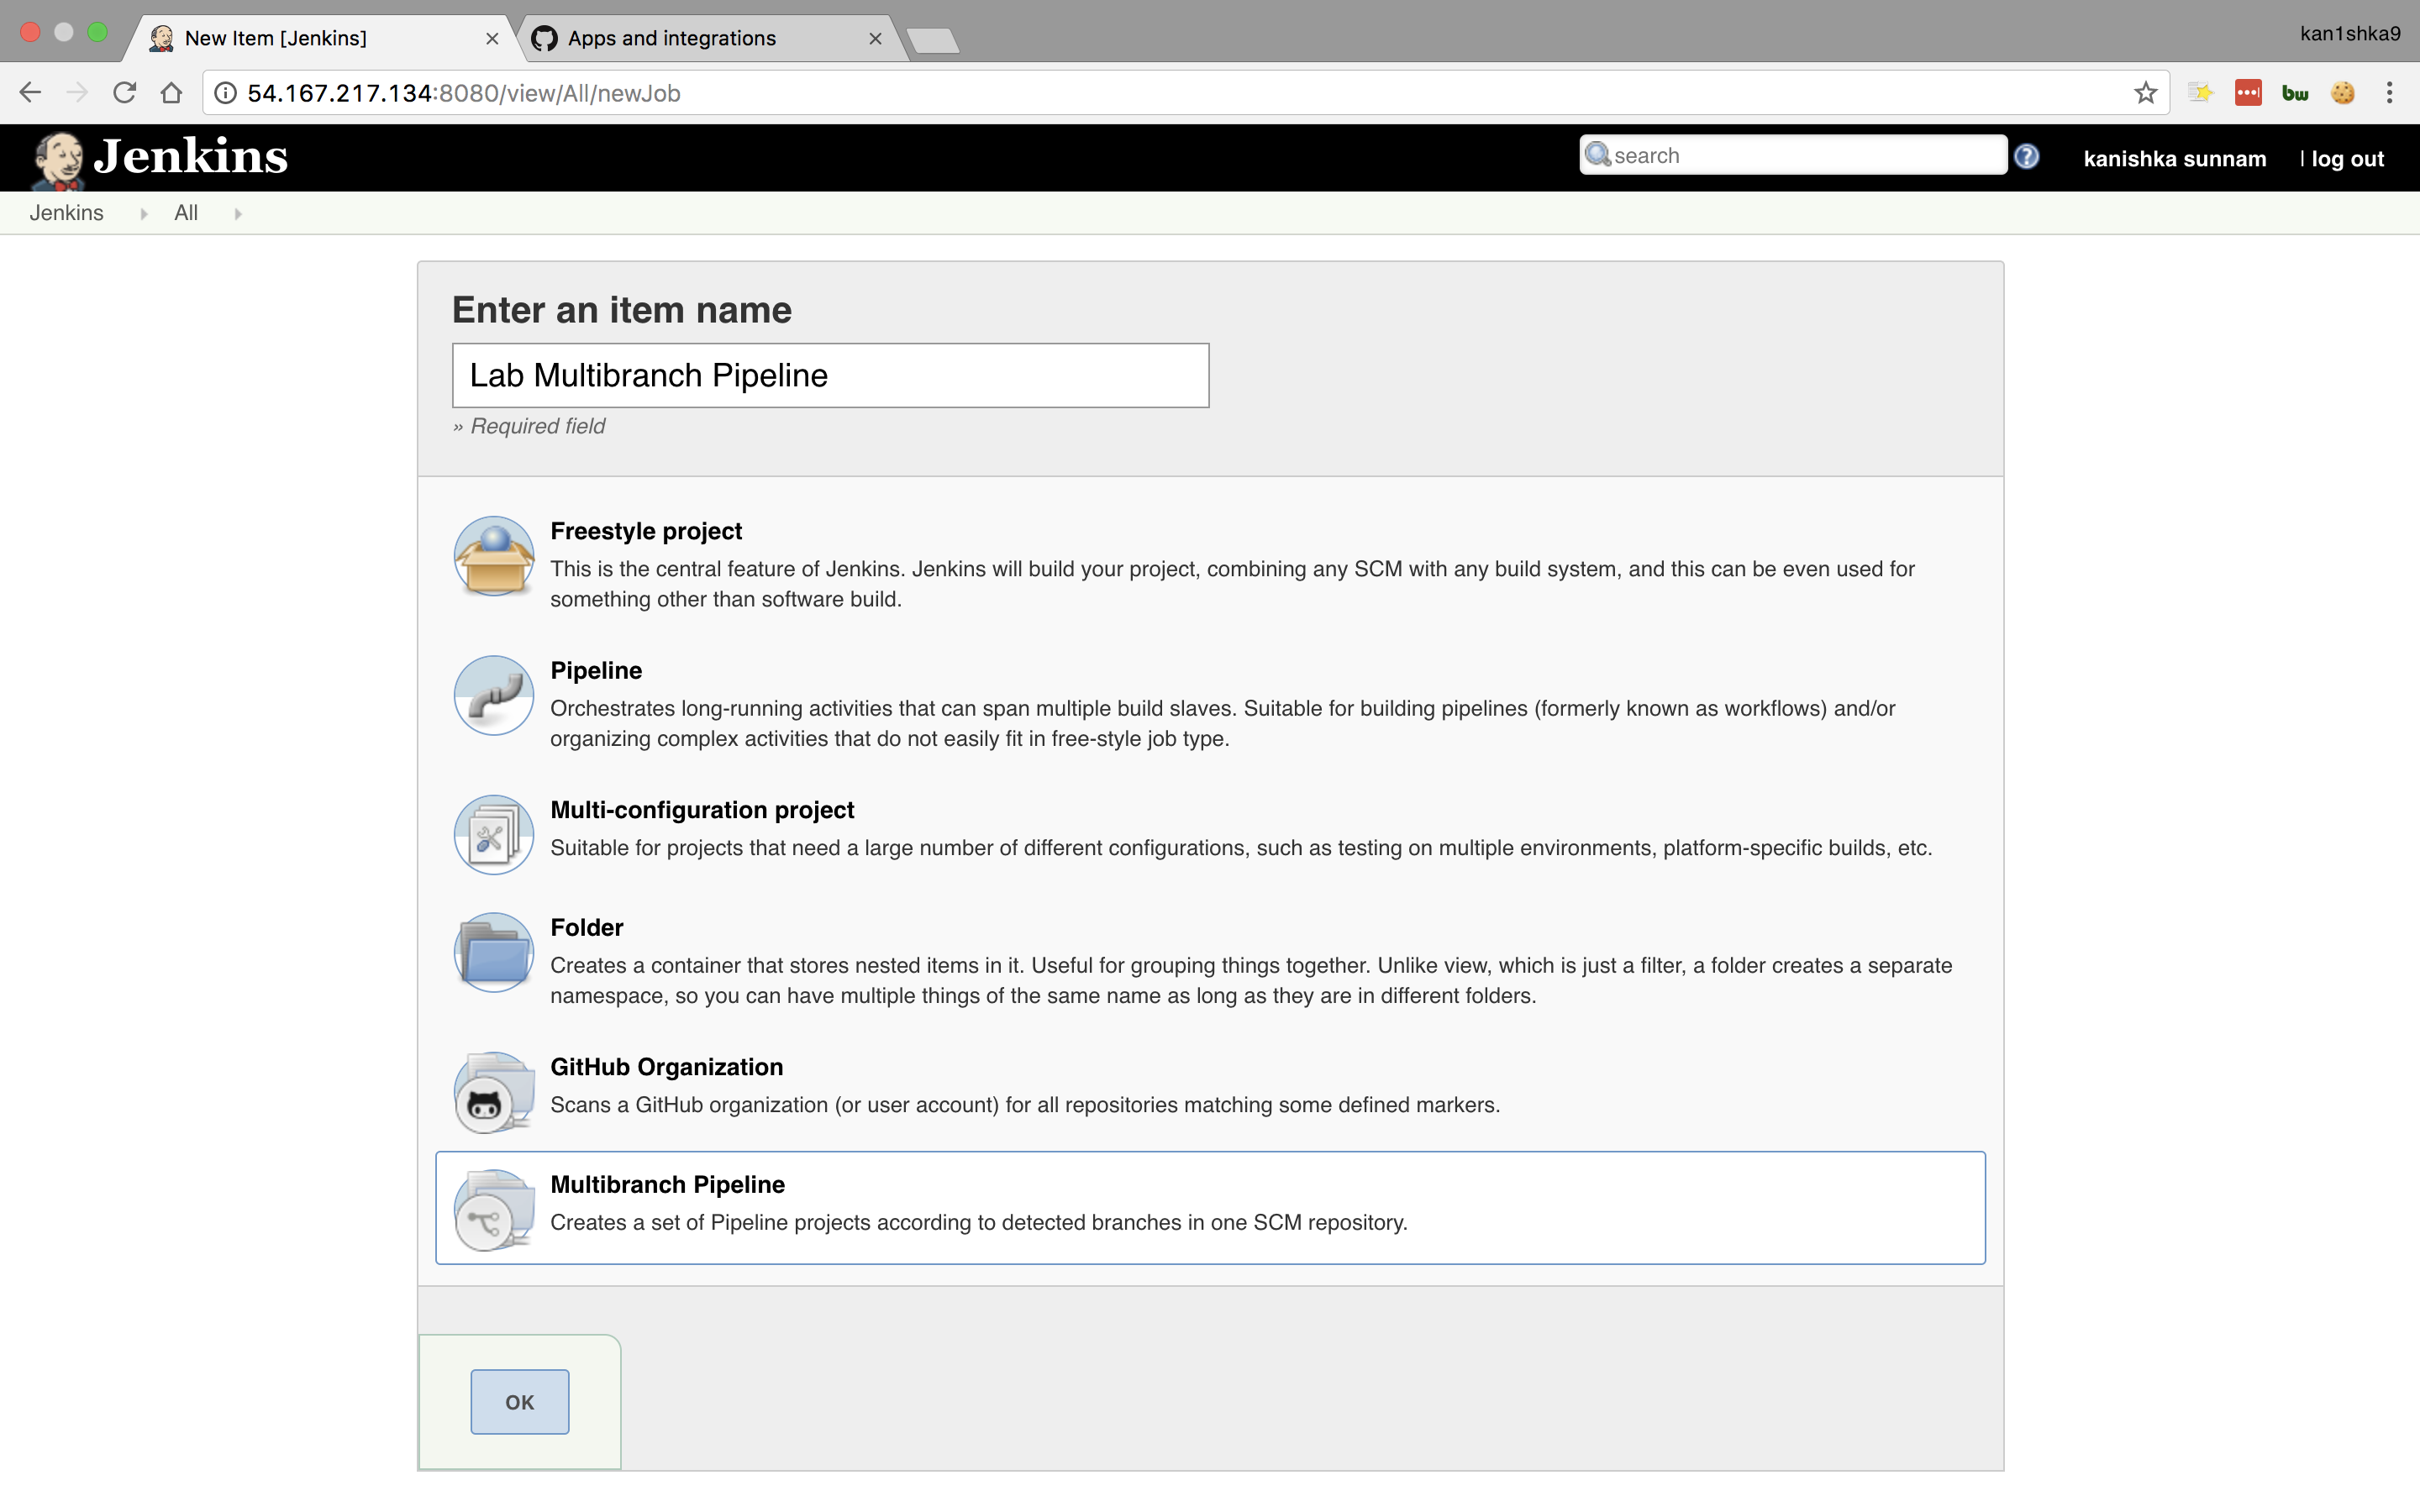 New Item [Jenkins]
Apps and integrations
kan1shka9
54.167.217.134:8080/view/All/newJob
bw
Jenkins
search
kanishka sunnam
| log out
Jenkins
All
Enter an item name
Lab Multibranch Pipeline
» Required field
Freestyle project
This is the central feature of Jenkins. Jenkins will build your project, combining any SCM with any build system, and this can be even used for
something other than software build.
Pipeline
Orchestrates long-running activities that can span multiple build slaves. Suitable for building pipelines (formerly known as workflows) and/or
organizing complex activities that do not easily fit in free-style job type.
Multi-configuration project
Suitable for projects that need a large number of different configurations, such as testing on multiple environments, platform-specific builds, etc.
Folder
Creates a container that stores nested items in it. Useful for grouping things together. Unlike view, which is just a filter, a folder creates a separate
namespace, so you can have multiple things of the same name as long as they are in different folders.
GitHub Organization
Scans a GitHub organization (or user account) for all repositories matching some defined markers.
Multibranch Pipeline
Creates a set of Pipeline projects according to detected branches in one SCM repository.
OK